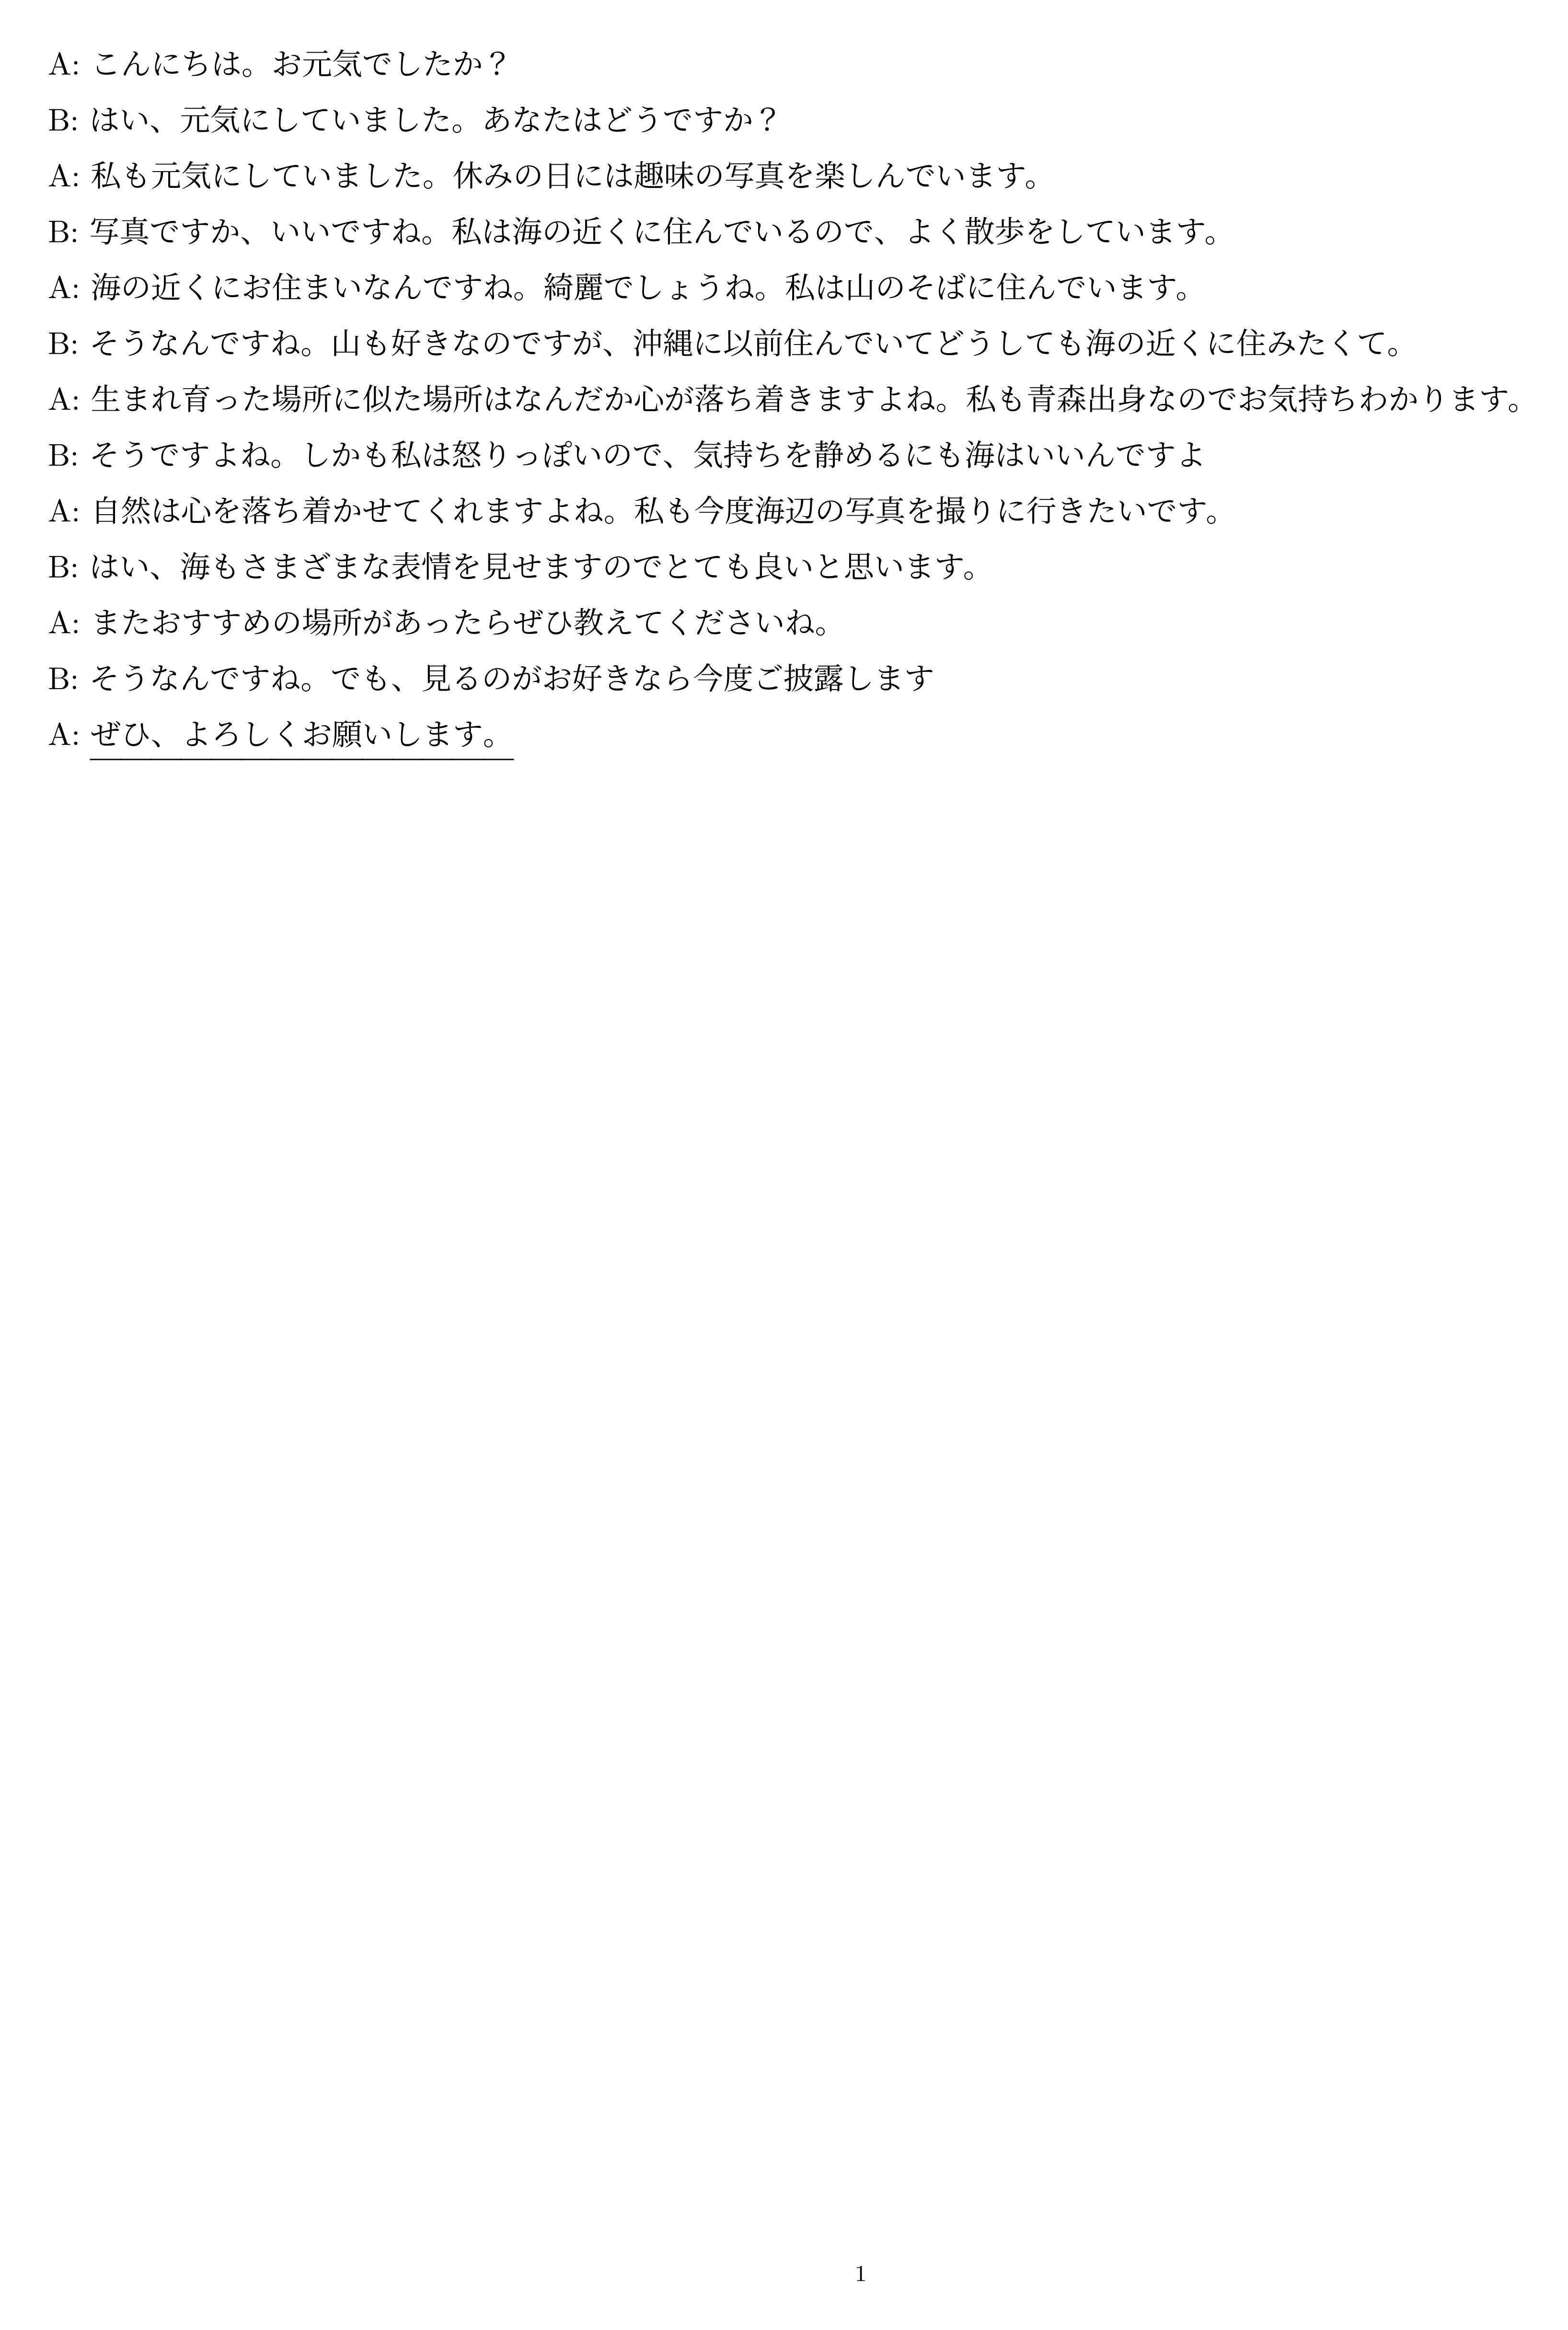 A: こんにちは。お元気でしたか？
B: はい、元気にしていました。あなたはどうですか？
A: 私も元気にしていました。休みの日には趣味の写真を楽しんでいます。
B: 写真ですか、いいですね。私は海の近くに住んでいるので、よく散歩をしています。
A: 海の近くにお住まいなんですね。綺麗でしょうね。私は山のそばに住んでいます。
B: そうなんですね。山も好きなのですが、沖縄に以前住んでいてどうしても海の近くに住みたくて。
A: 生まれ育った場所に似た場所はなんだか心が落ち着きますよね。私も青森出身なのでお気持ちわかります。
B: そうですよね。しかも私は怒りっぽいので、気持ちを静めるにも海はいいんですよ
A: 自然は心を落ち着かせてくれますよね。私も今度海辺の写真を撮りに行きたいです。
B: はい、海もさまざまな表情を見せますのでとても良いと思います。
A: またおすすめの場所があったらぜひ教えてくださいね。
B: そうなんですね。でも、見るのがお好きなら今度ご披露します
A: ぜひ、よろしくお願いします。
1